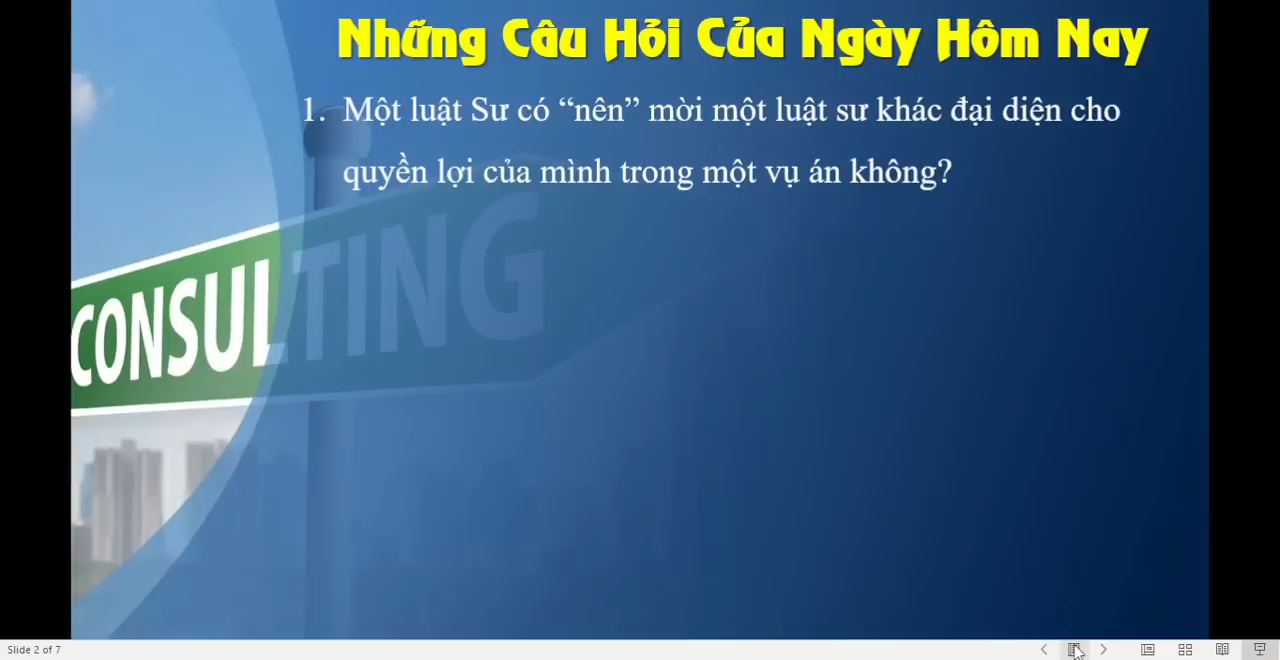 Những Câu Hỏi Của Ngày Hôm Nay
1. Một luật Sư có “nên” mời một luật sư khác đại diện cho
quyền lợi của mình trong một vụ án không?
CONSULTING
Slide 2 of 7